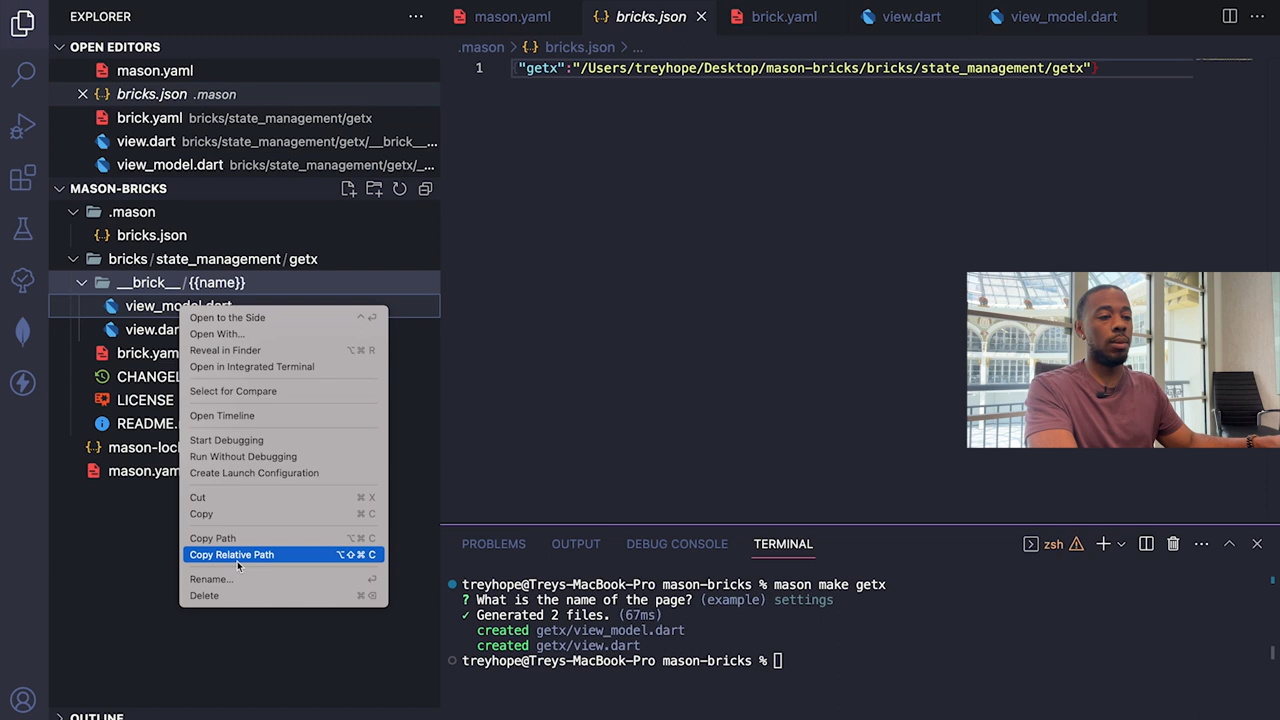 EXPLORER
OPEN EDITORS
mason.yaml
bricks.json .mason
brick.yaml bricks/state_management/getx
view.dart bricks/state_management/getx/__brick__...
view_model.dart bricks/state_management/getx/_...
MASON-BRICKS
.mason
bricks.json
bricks / state_management / getx
__brick__ / {{name}}
view_model.dart
view.dar
brick.yam
CHANGEL
LICENSE
README.
mason-loc
mason.yam
OUTLINE
Open to the Side
Open With...
Reveal in Finder ⌥⌘ R
Open in Integrated Terminal
Select for Compare
Open Timeline
Start Debugging
Run Without Debugging
Create Launch Configuration
Cut ⌘ X
Copy ⌘ C
Copy Path ⌥⌘ C
Copy Relative Path ⌥⇧⌘ C
Rename...
Delete
mason.yaml bricks.json brick.yaml view.dart view_model.dart
.mason > bricks.json > ...
1 {"getx":"/Users/treyhope/Desktop/mason-bricks/bricks/state_management/getx"}
PROBLEMS OUTPUT DEBUG CONSOLE TERMINAL zsh
treyhope@Treys-MacBook-Pro mason-bricks % mason make getx
? What is the name of the page? (example) settings
✓ Generated 2 files. (67ms)
created getx/view_model.dart
created getx/view.dart
treyhope@Treys-MacBook-Pro mason-bricks %